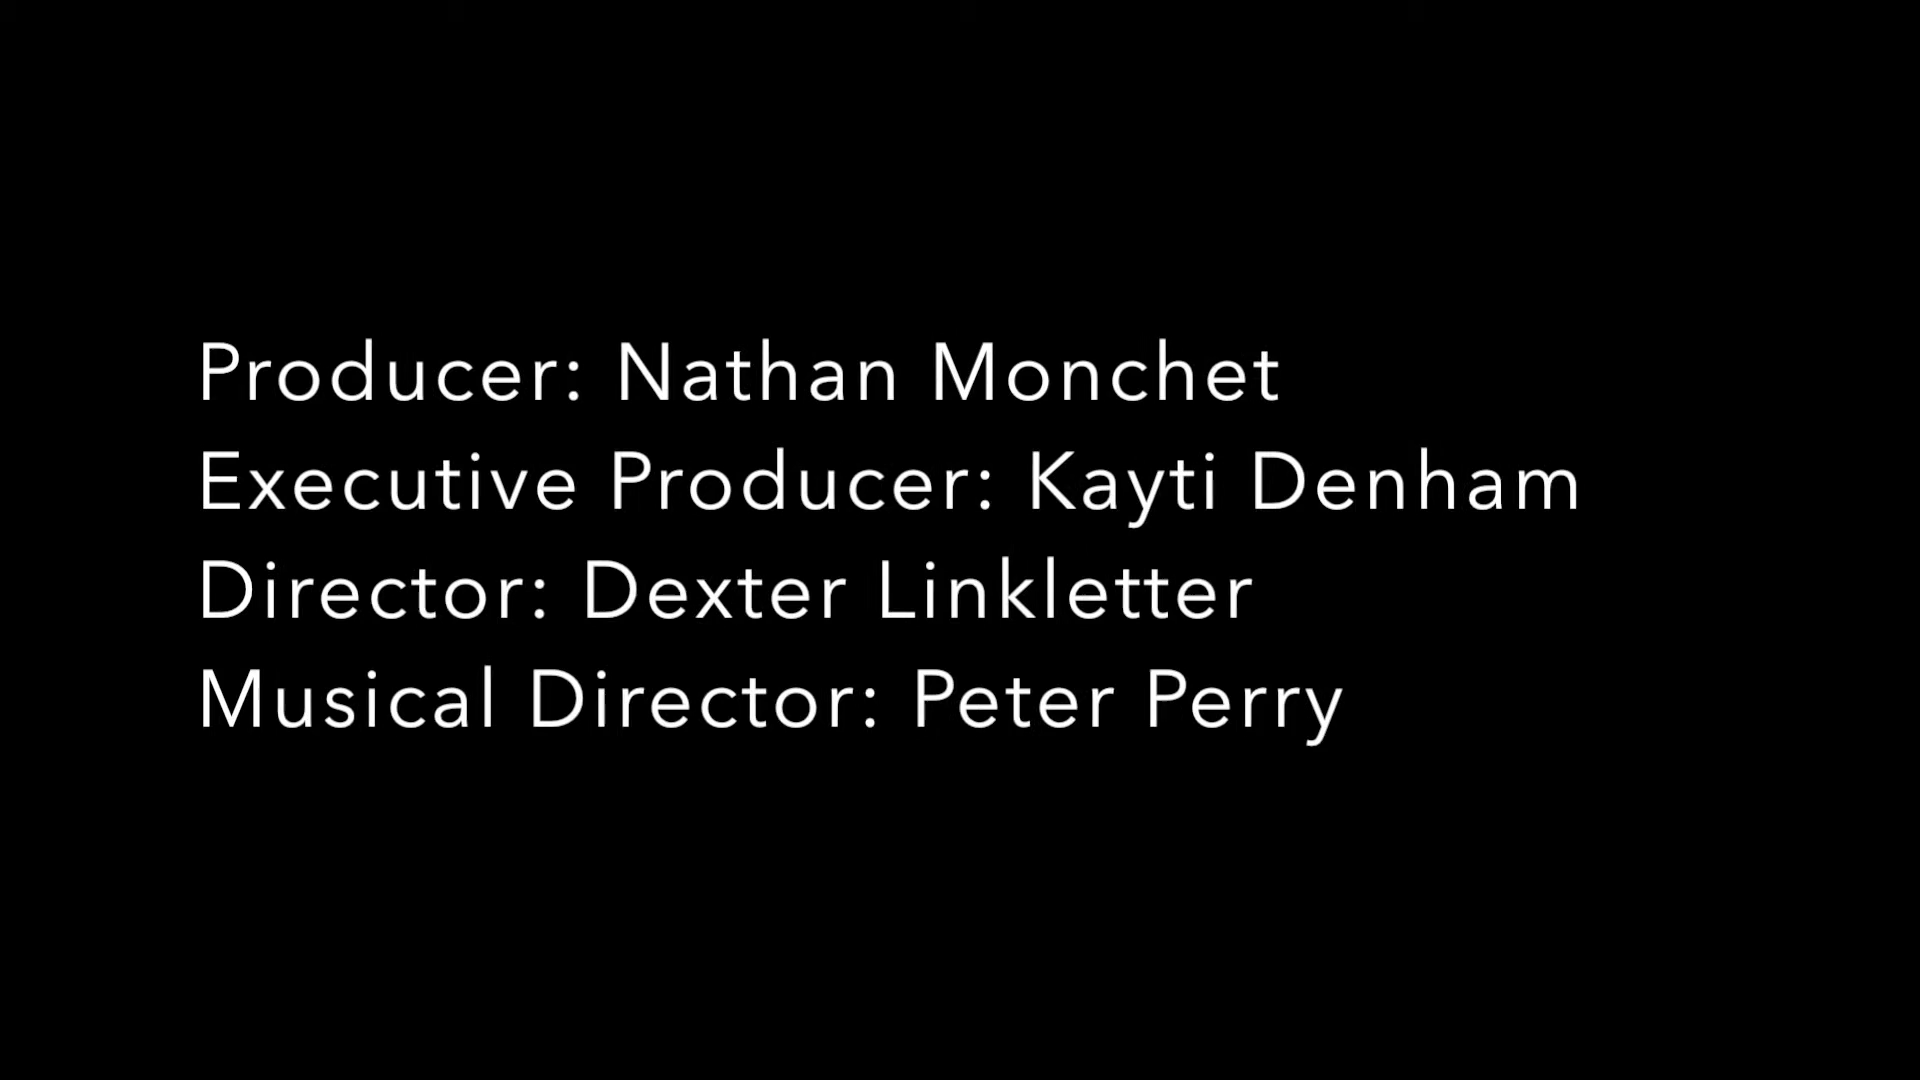 Producer: Nathan Monchet
Executive Producer: Kayti Denham
Director: Dexter Linkletter
Musical Director: Peter Perry